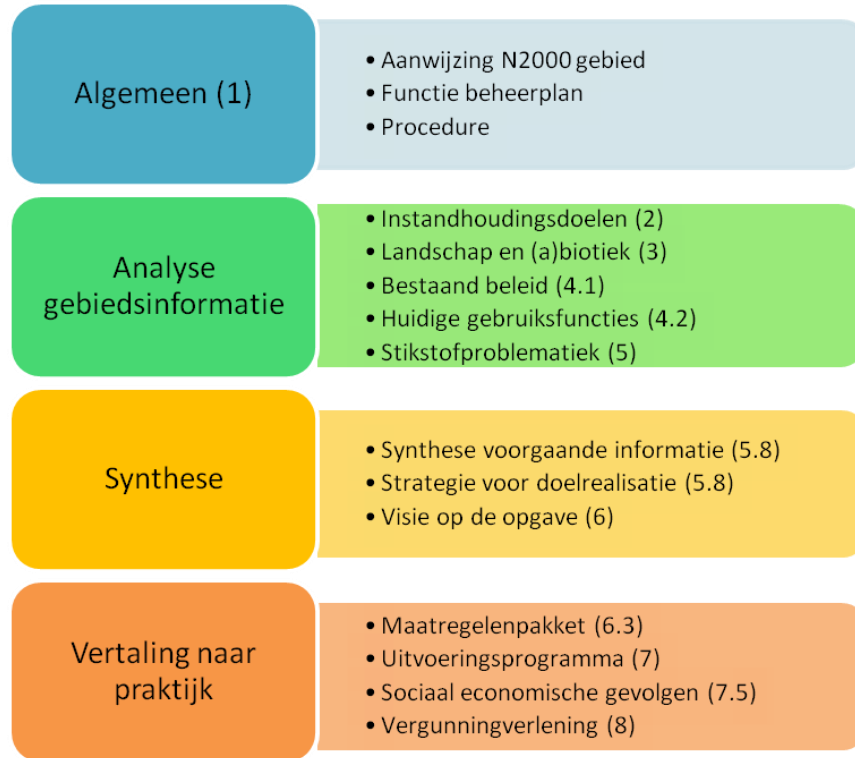 Algemeen (1)
• Aanwijzing N2000 gebied
• Functie beheerplan
• Procedure
Analyse
gebiedsinformatie
• Instandhoudingsdoelen (2)
• Landschap en (a)biotiek (3)
• Bestaand beleid (4.1)
• Huidige gebruiksfuncties (4.2)
• Stikstofproblematiek (5)
Synthese
• Synthese voorgaande informatie (5.8)
• Strategie voor doelrealisatie (5.8)
• Visie op de opgave (6)
Vertaling naar
praktijk
• Maatregelenpakket (6.3)
• Uitvoeringsprogramma (7)
• Sociaal economische gevolgen (7.5)
• Vergunningverlening (8)